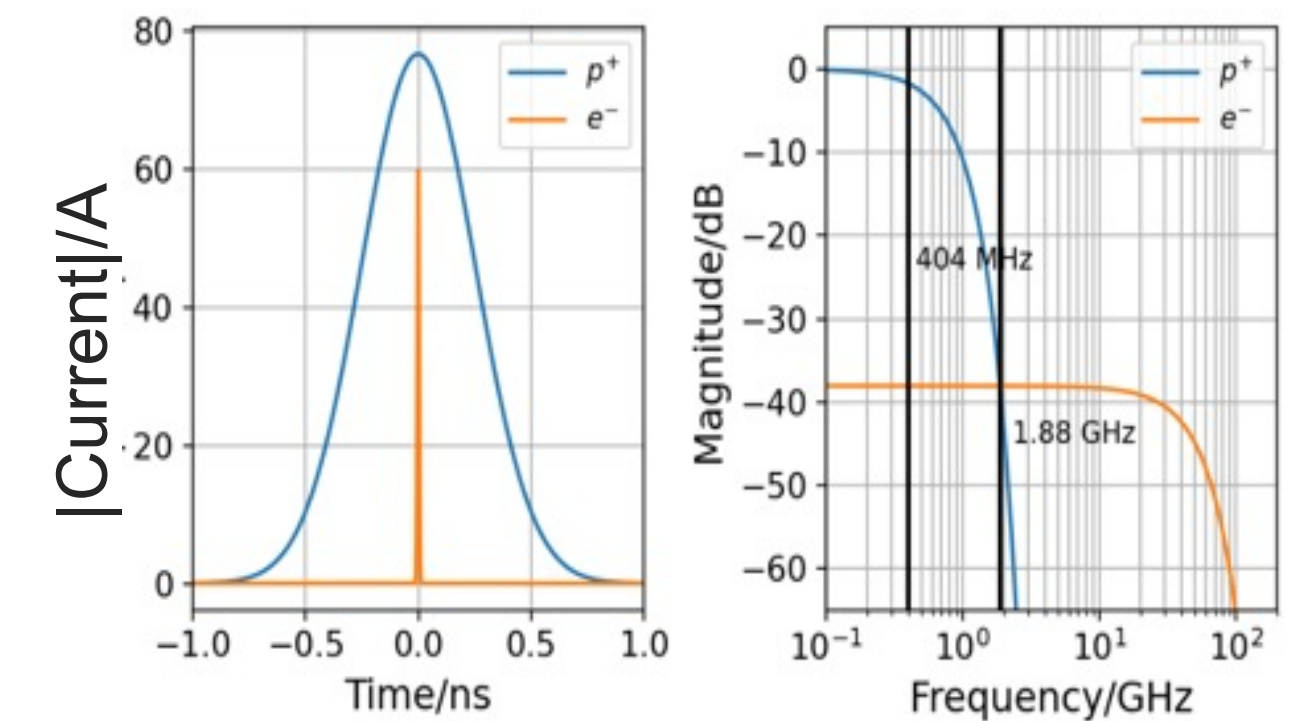 |Current|/A
80
60
40
20
0
−1.0 −0.5 0.0 0.5 1.0
Time/ns
p⁺
e⁻
Magnitude/dB
0
−10
−20
−30
−40
−50
−60
10⁻¹ 10⁰ 10¹ 10²
Frequency/GHz
p⁺
e⁻
404 MHz
1.88 GHz